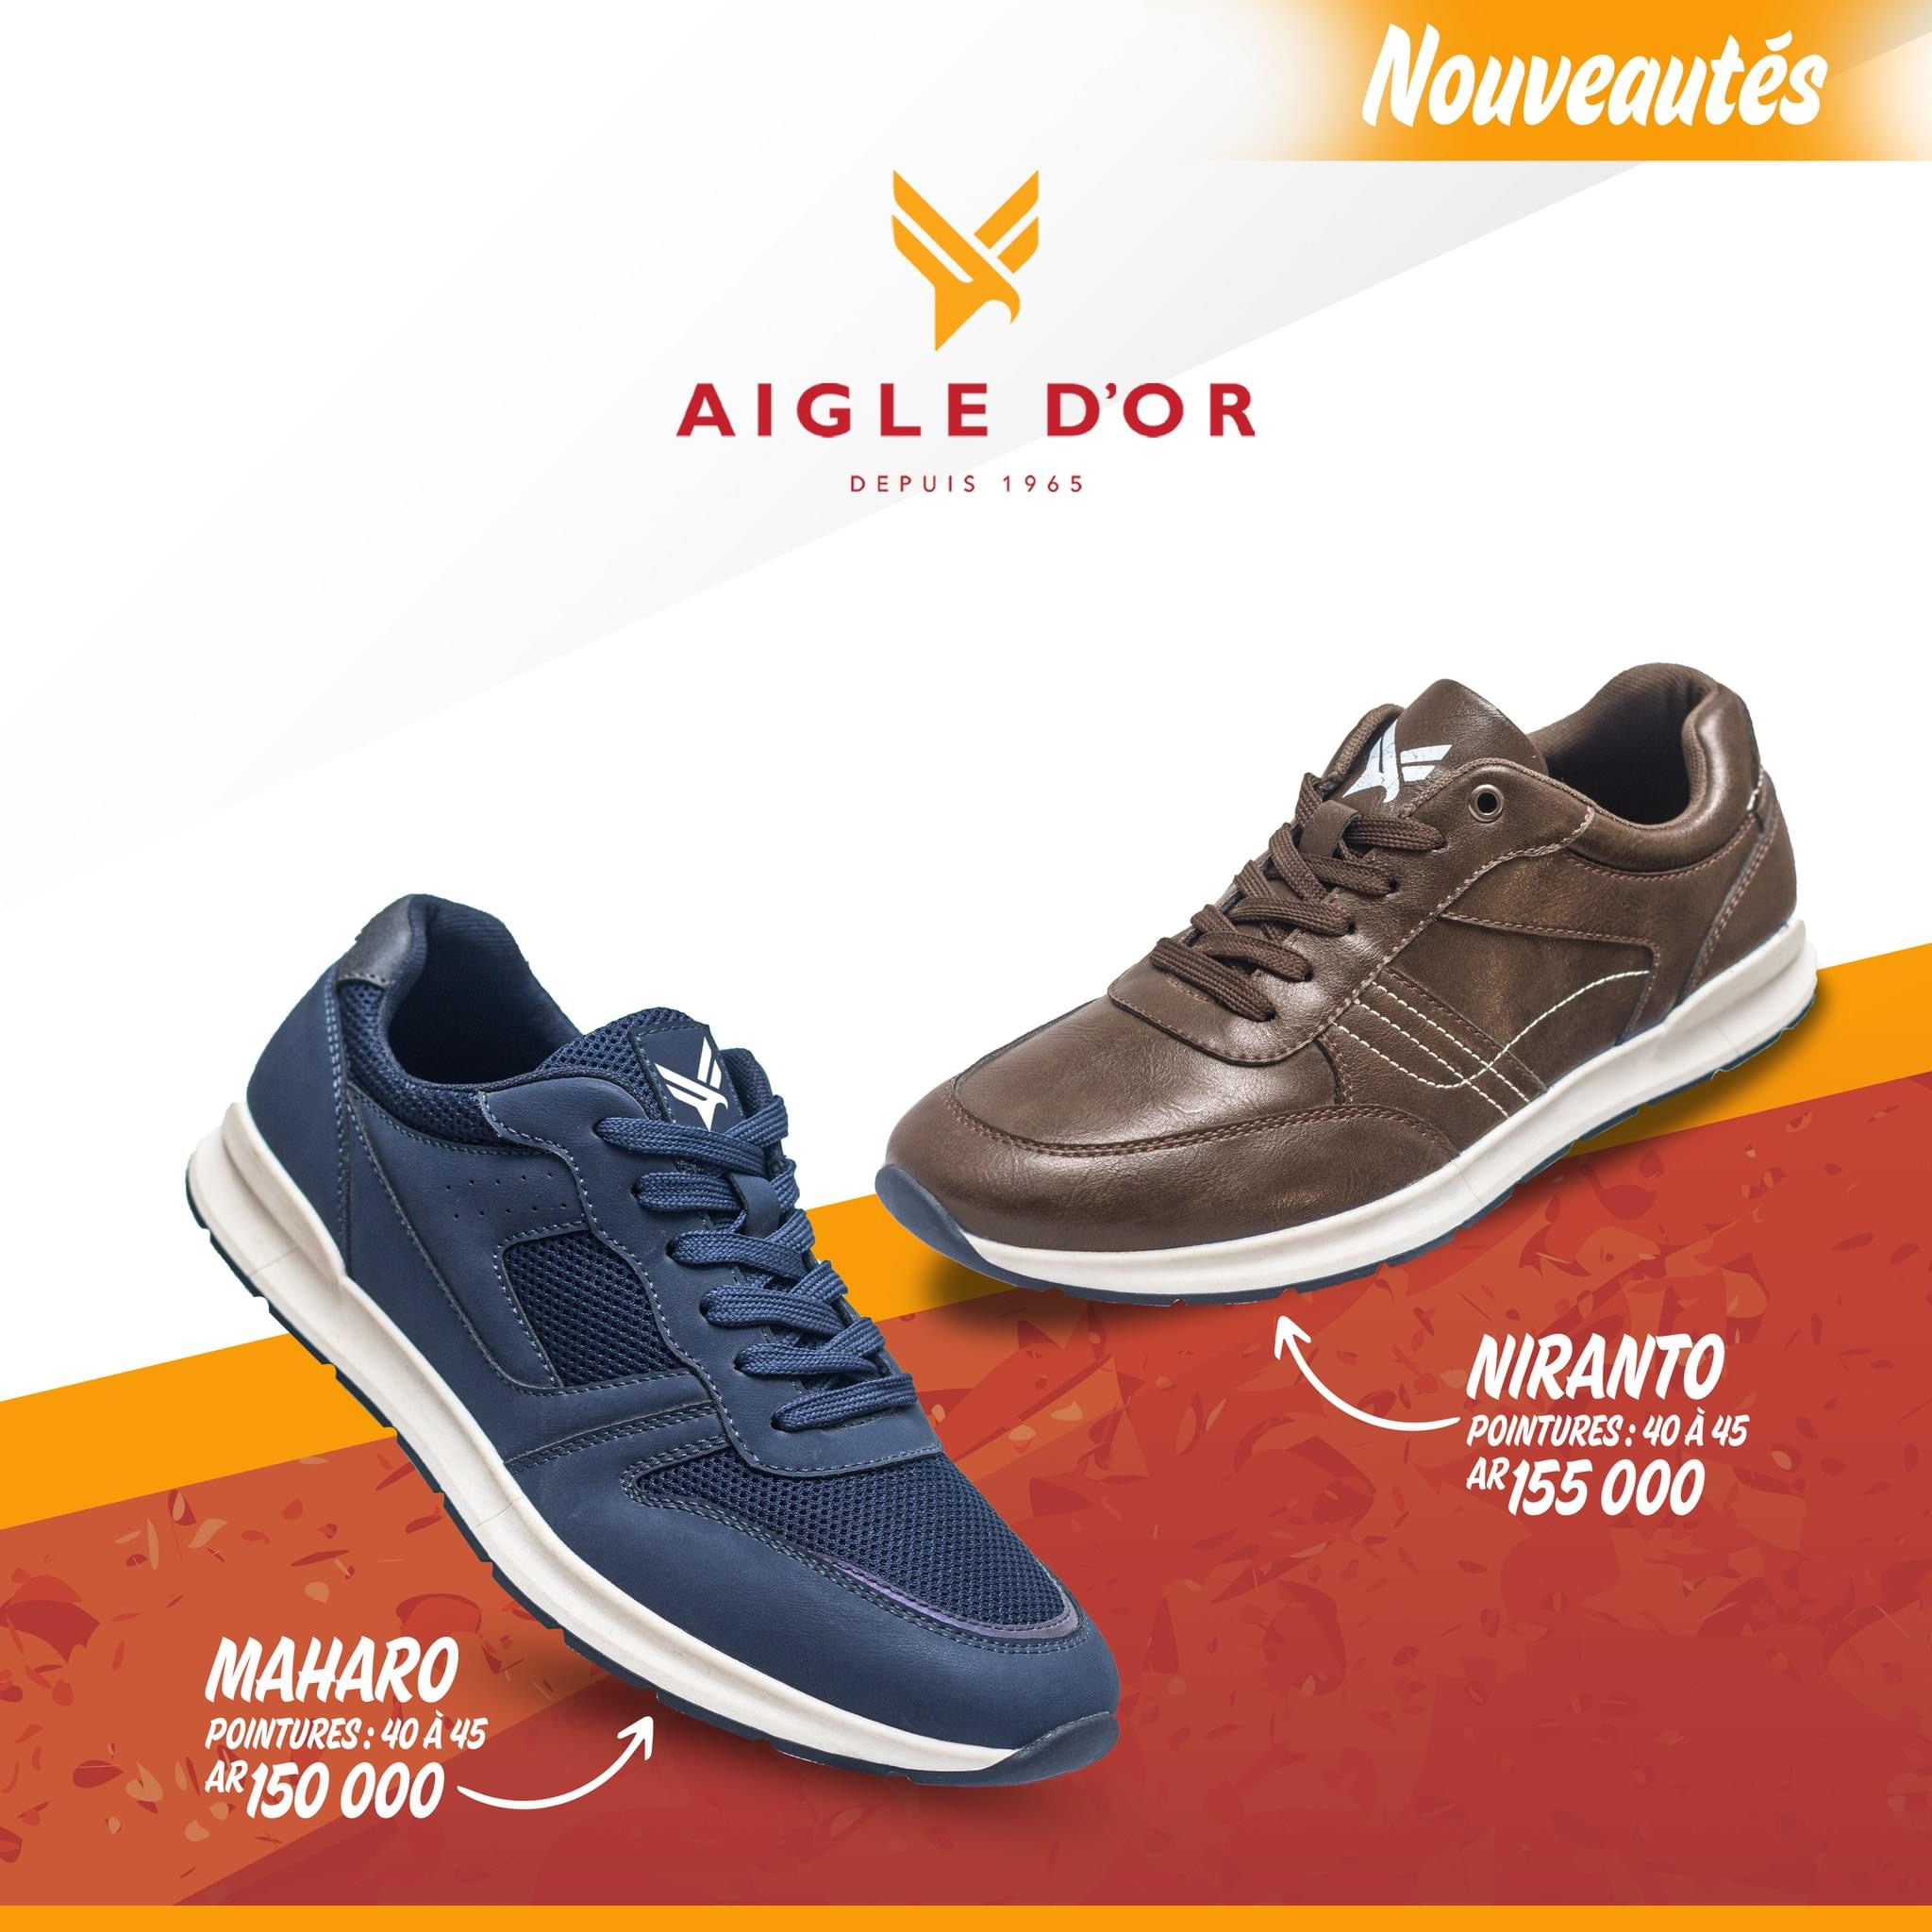 Nouveautés
AIGLE D'OR
DEPUIS 1965
NIRANTO
POINTURES : 40 À 45
AR 155 000
MAHARO
POINTURES : 40 À 45
AR 150 000